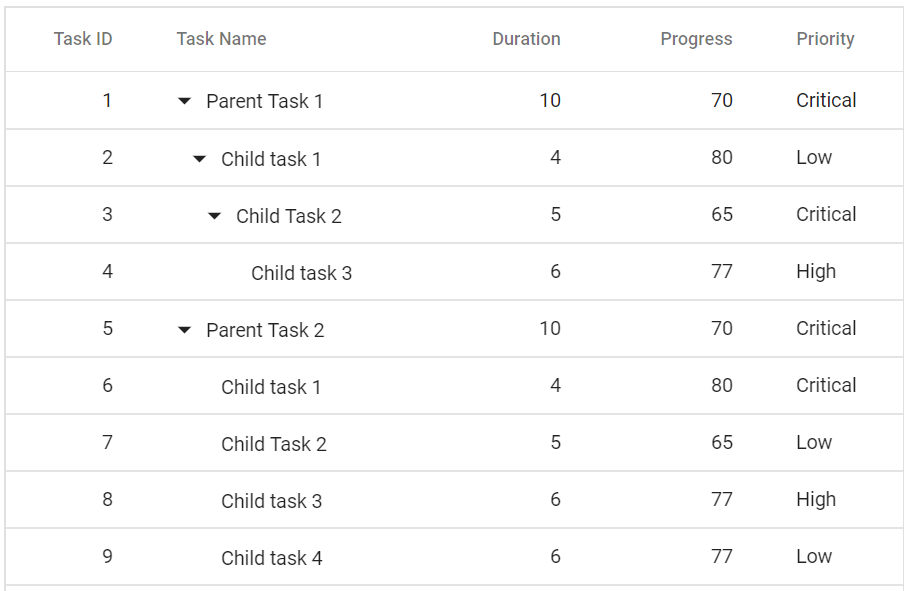 Task ID Task Name Duration Progress Priority
1 Parent Task 1 10 70 Critical
2 Child task 1 4 80 Low
3 Child Task 2 5 65 Critical
4 Child task 3 6 77 High
5 Parent Task 2 10 70 Critical
6 Child task 1 4 80 Critical
7 Child Task 2 5 65 Low
8 Child task 3 6 77 High
9 Child task 4 6 77 Low